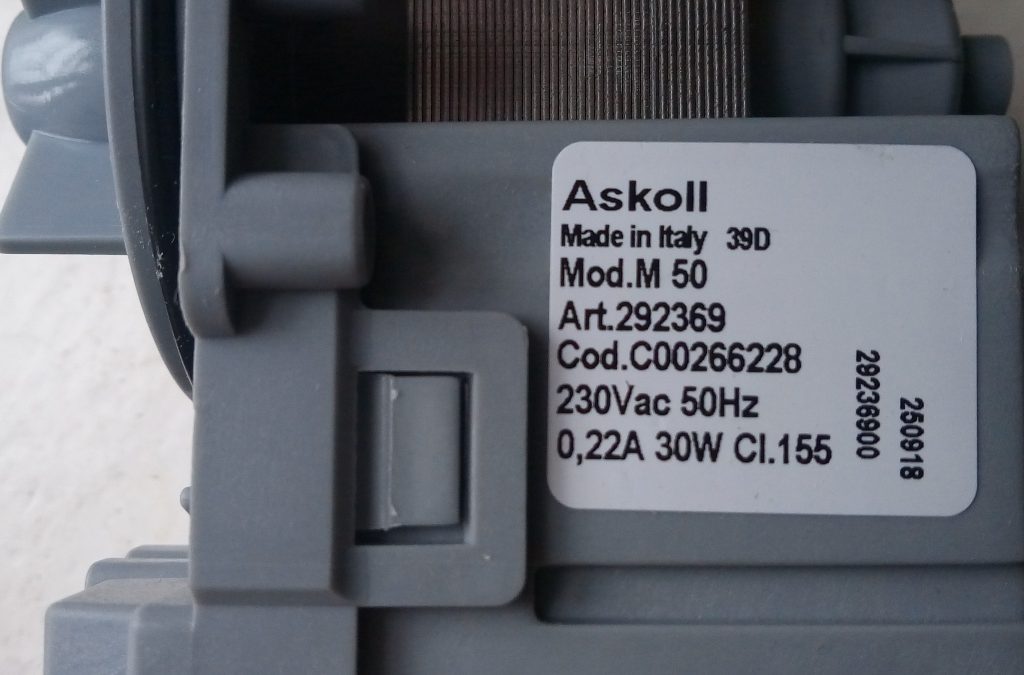 Askoll
Made in Italy 39D
Mod.M 50
Art.292369
Cod.C00266228
230Vac 50Hz
0,22A 30W Cl.155
29236900
250918